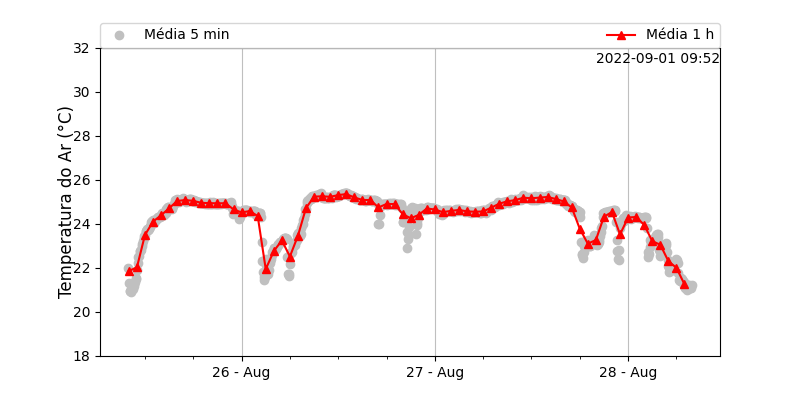 Média 5 min
Média 1 h
2022-09-01 09:52
Temperatura do Ar (°C)
32
30
28
26
24
22
20
18
26 - Aug
27 - Aug
28 - Aug